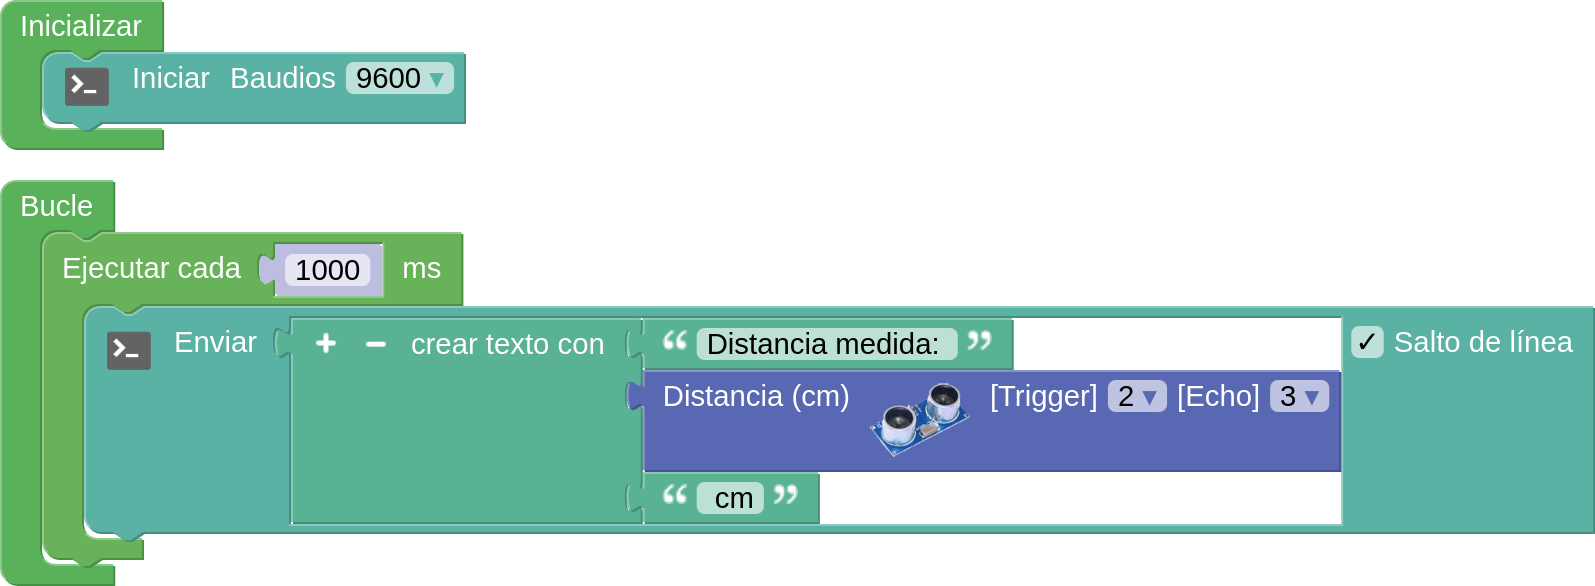 Inicializar
Iniciar Baudios 9600 ▼
Bucle
Ejecutar cada 1000 ms
Enviar + − crear texto con “ Distancia medida: ” ✓ Salto de línea
Distancia (cm) [Trigger] 2 ▼ [Echo] 3 ▼
“ cm ”